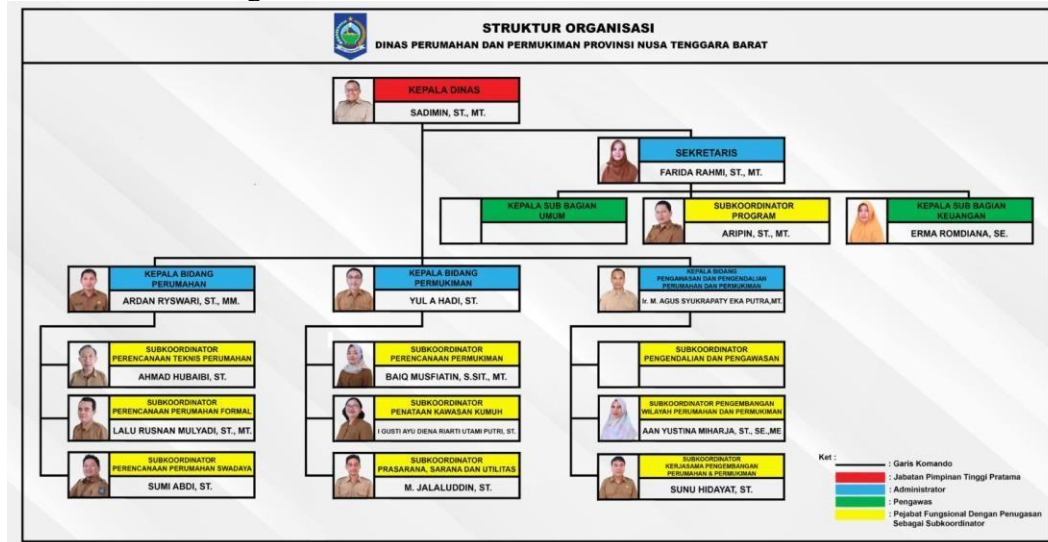 STRUKTUR ORGANISASI
DINAS PERUMAHAN DAN PERMUKIMAN PROVINSI NUSA TENGGARA BARAT
KEPALA DINAS
SADIMIN, ST., MT.
SEKRETARIS
FARIDA RAHMI, ST., MT.
KEPALA SUB BAGIAN
UMUM
SUBKOORDINATOR
PROGRAM
ARIPIN, ST., MT.
KEPALA SUB BAGIAN
KEUANGAN
ERMA ROMDIANA, SE.
KEPALA BIDANG
PERUMAHAN
ARDAN RYSWARI, ST., MM.
KEPALA BIDANG
PERMUKIMAN
YUL A HADI, ST.
KEPALA BIDANG
PENGAWASAN DAN PENGENDALIAN
PERUMAHAN DAN PERMUKIMAN
Ir. M. AGUS SYUKRAPATY EKA PUTRA,MT.
SUBKOORDINATOR
PERENCANAAN TEKNIS PERUMAHAN
AHMAD HUBAIBI, ST.
SUBKOORDINATOR
PERENCANAAN PERMUKIMAN
BAIQ MUSFIATIN, S.SIT., MT.
SUBKOORDINATOR
PENGENDALIAN DAN PENGAWASAN
SUBKOORDINATOR
PERENCANAAN PERUMAHAN FORMAL
LALU RUSNAN MULYADI, ST., MT.
SUBKOORDINATOR
PENATAAN KAWASAN KUMUH
I GUSTI AYU DIENA RIARTI UTAMI PUTRI, ST.
SUBKOORDINATOR PENGEMBANGAN
WILAYAH PERUMAHAN DAN PERMUKIMAN
AAN YUSTINA MIHARJA, ST., SE.,ME
SUBKOORDINATOR
PERENCANAAN PERUMAHAN SWADAYA
SUMI ABDI, ST.
SUBKOORDINATOR
PRASARANA, SARANA DAN UTILITAS
M. JALALUDDIN, ST.
SUBKOORDINATOR
KERJASAMA PENGEMBANGAN
PERUMAHAN & PERMUKIMAN
SUNU HIDAYAT, ST.
Ket :
: Garis Komando
: Jabatan Pimpinan Tinggi Pratama
: Administrator
: Pengawas
: Pejabat Fungsional Dengan Penugasan
Sebagai Subkoordinator